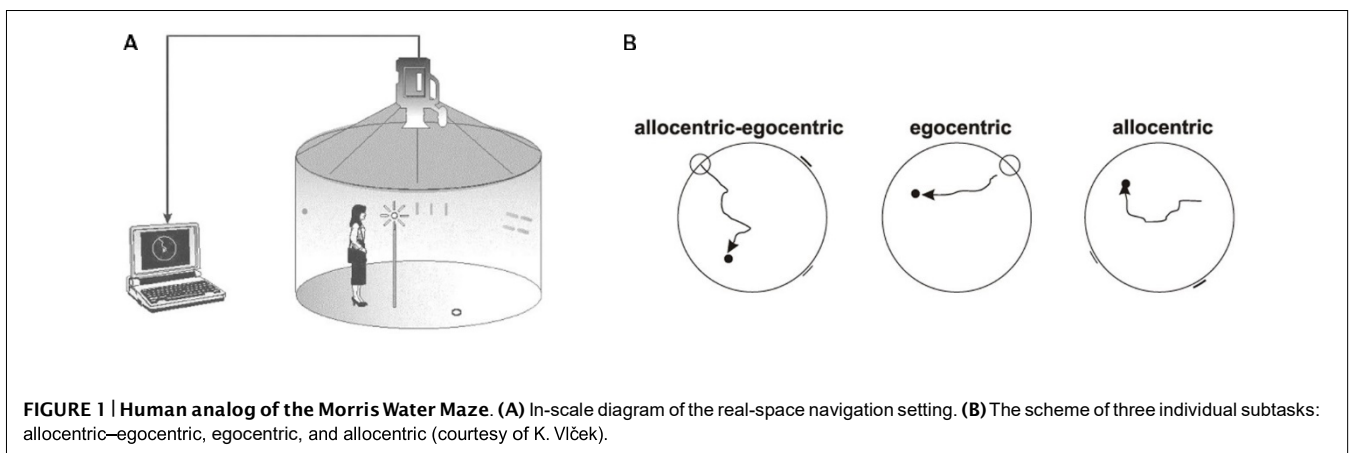 A
B
allocentric-egocentric
egocentric
allocentric
FIGURE 1 | Human analog of the Morris Water Maze. (A) In-scale diagram of the real-space navigation setting. (B) The scheme of three individual subtasks:
allocentric–egocentric, egocentric, and allocentric (courtesy of K. Vlček).